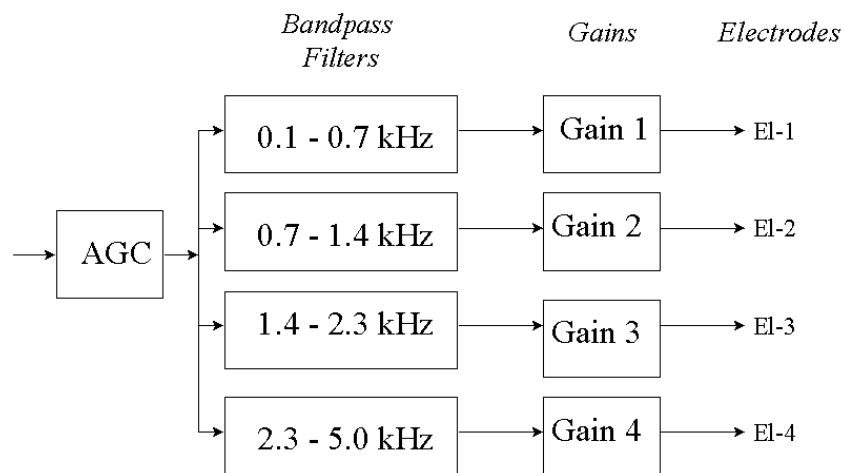 Bandpass
Filters
Gains
Electrodes
0.1 - 0.7 kHz
Gain 1
El-1
0.7 - 1.4 kHz
Gain 2
El-2
AGC
1.4 - 2.3 kHz
Gain 3
El-3
2.3 - 5.0 kHz
Gain 4
El-4